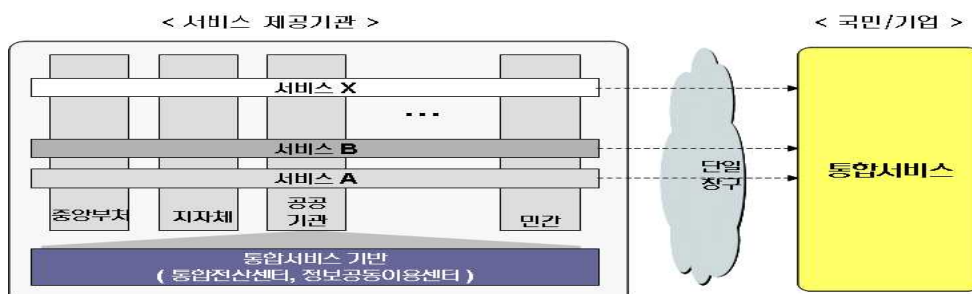 < 서비스 제공기관 >
< 국민/기업 >
서비스 X
...
서비스 B
서비스 A
단일
창구
통합서비스
중앙부처
지자체
공공
기관
민간
통합서비스 기반
( 통합전산센터, 정보공동이용센터 )